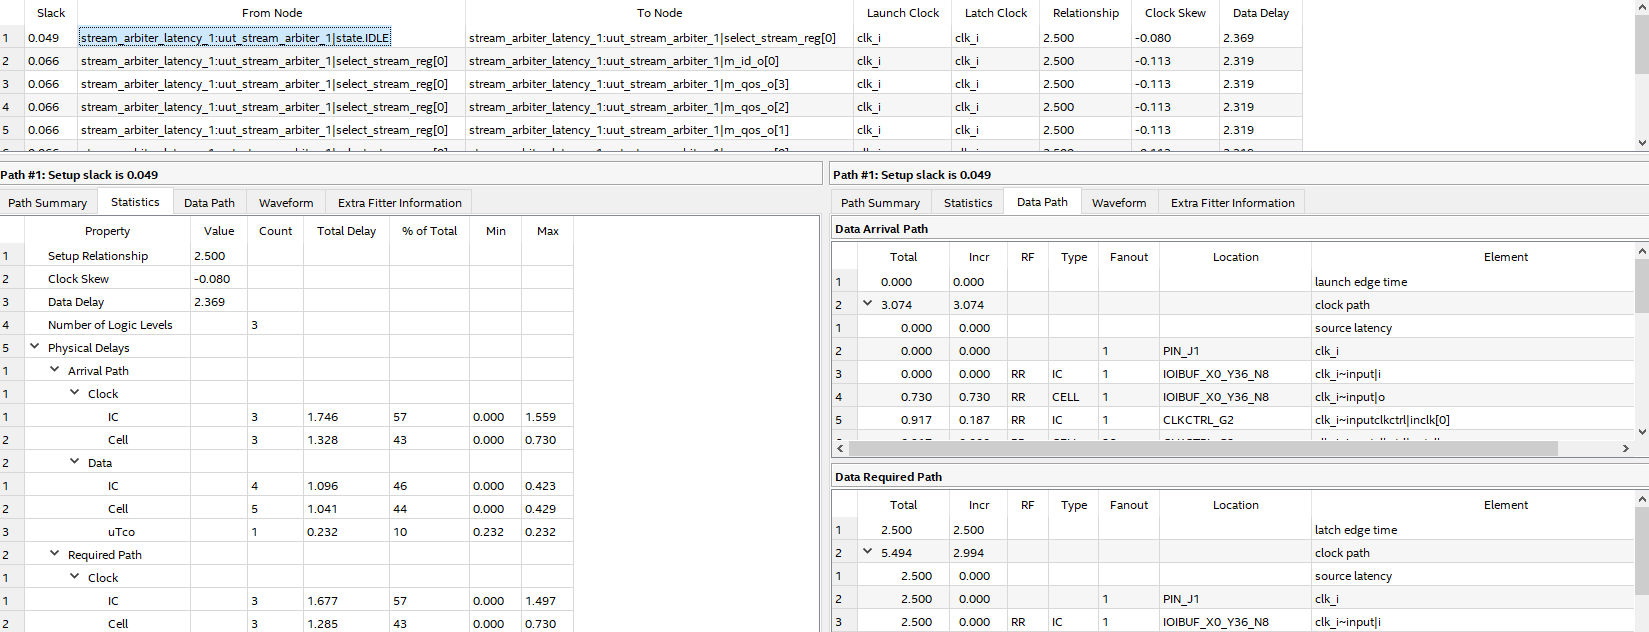 Slack From Node To Node Launch Clock Latch Clock Relationship Clock Skew Data Delay
1 0.049 stream_arbiter_latency_1:uut_stream_arbiter_1|state.IDLE stream_arbiter_latency_1:uut_stream_arbiter_1|select_stream_reg[0] clk_i clk_i 2.500 -0.080 2.369
2 0.066 stream_arbiter_latency_1:uut_stream_arbiter_1|select_stream_reg[0] stream_arbiter_latency_1:uut_stream_arbiter_1|m_id_o[0] clk_i clk_i 2.500 -0.113 2.319
3 0.066 stream_arbiter_latency_1:uut_stream_arbiter_1|select_stream_reg[0] stream_arbiter_latency_1:uut_stream_arbiter_1|m_qos_o[3] clk_i clk_i 2.500 -0.113 2.319
4 0.066 stream_arbiter_latency_1:uut_stream_arbiter_1|select_stream_reg[0] stream_arbiter_latency_1:uut_stream_arbiter_1|m_qos_o[2] clk_i clk_i 2.500 -0.113 2.319
5 0.066 stream_arbiter_latency_1:uut_stream_arbiter_1|select_stream_reg[0] stream_arbiter_latency_1:uut_stream_arbiter_1|m_qos_o[1] clk_i clk_i 2.500 -0.113 2.319
Path #1: Setup slack is 0.049
Path Summary Statistics Data Path Waveform Extra Fitter Information
Property Value Count Total Delay % of Total Min Max
1 Setup Relationship 2.500
2 Clock Skew -0.080
3 Data Delay 2.369
4 Number of Logic Levels 3
5 Physical Delays
1 Arrival Path
1 Clock
1 IC 3 1.746 57 0.000 1.559
2 Cell 3 1.328 43 0.000 0.730
2 Data
1 IC 4 1.096 46 0.000 0.423
2 Cell 5 1.041 44 0.000 0.429
3 uTco 1 0.232 10 0.232 0.232
2 Required Path
1 Clock
1 IC 3 1.677 57 0.000 1.497
2 Cell 3 1.285 43 0.000 0.730
Path #1: Setup slack is 0.049
Path Summary Statistics Data Path Waveform Extra Fitter Information
Data Arrival Path
Total Incr RF Type Fanout Location Element
1 0.000 0.000 launch edge time
2 3.074 3.074 clock path
1 0.000 0.000 source latency
2 0.000 0.000 1 PIN_J1 clk_i
3 0.000 0.000 RR IC 1 IOIBUF_X0_Y36_N8 clk_i~input|i
4 0.730 0.730 RR CELL 1 IOIBUF_X0_Y36_N8 clk_i~input|o
5 0.917 0.187 RR IC 1 CLKCTRL_G2 clk_i~inputclkctrl|inclk[0]
Data Required Path
Total Incr RF Type Fanout Location Element
1 2.500 2.500 latch edge time
2 5.494 2.994 clock path
1 2.500 0.000 source latency
2 2.500 0.000 1 PIN_J1 clk_i
3 2.500 0.000 RR IC 1 IOIBUF_X0_Y36_N8 clk_i~input|i